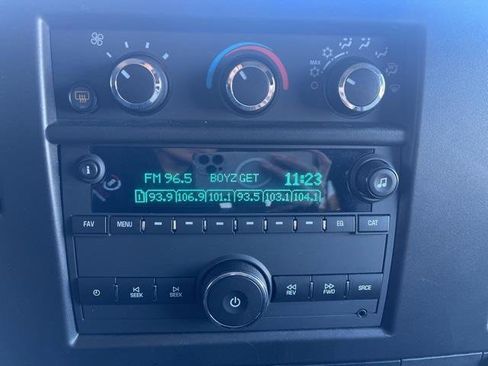 MAX
FM 96.5 BOYZ GET 11:23
1 93.9 106.9 101.1 93.5 103.1 104.1
FAV MENU EQ CAT
SEEK SEEK REV FWD SRCE